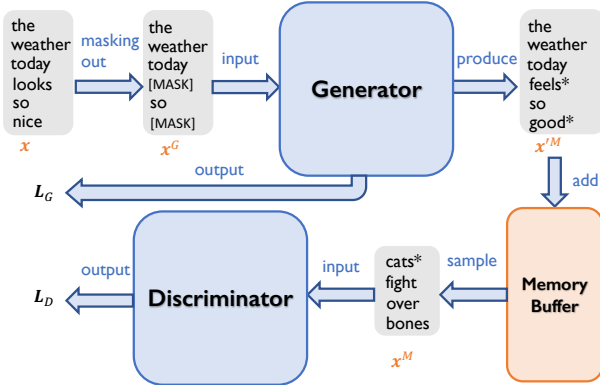 the
weather
today
looks
so
nice
x
masking
out
the
weather
today
[MASK]
so
[MASK]
x^G
input
Generator
produce
the
weather
today
feels*
so
good*
x'^M
add
output
L_G
Memory
Buffer
sample
cats*
fight
over
bones
x^M
input
Discriminator
output
L_D